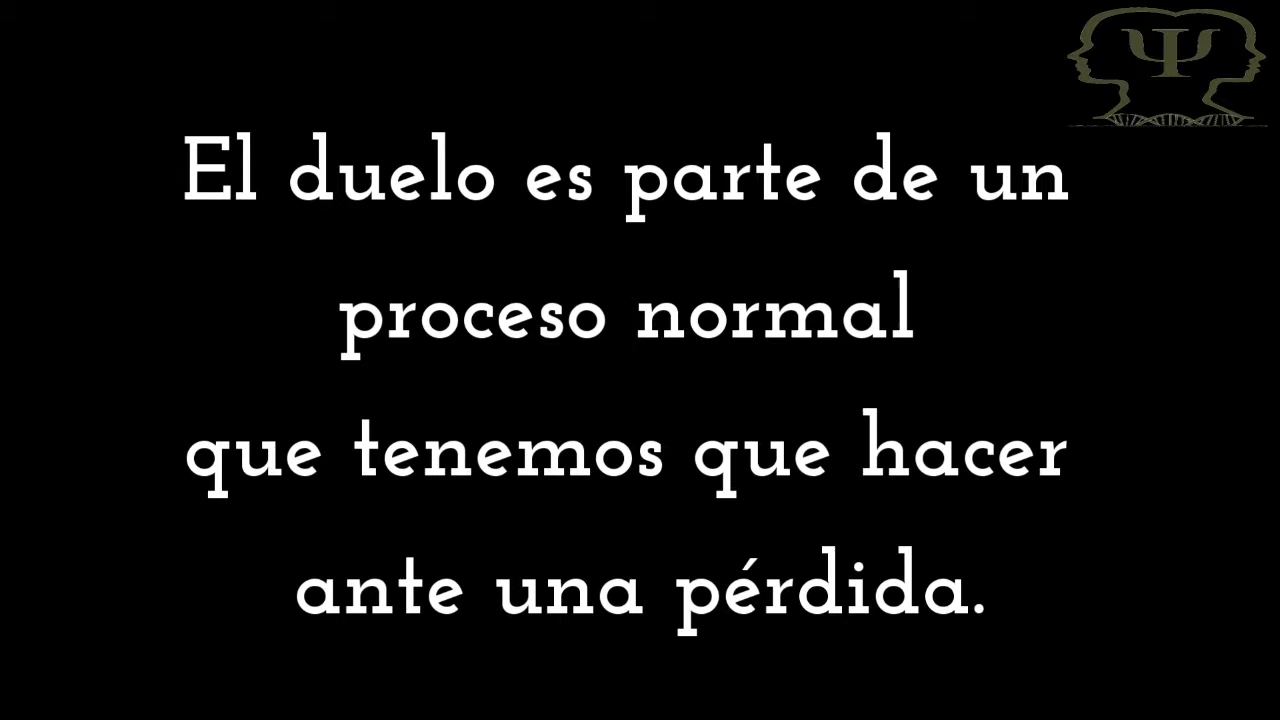 Ψ
El duelo es parte de un
proceso normal
que tenemos que hacer
ante una pérdida.